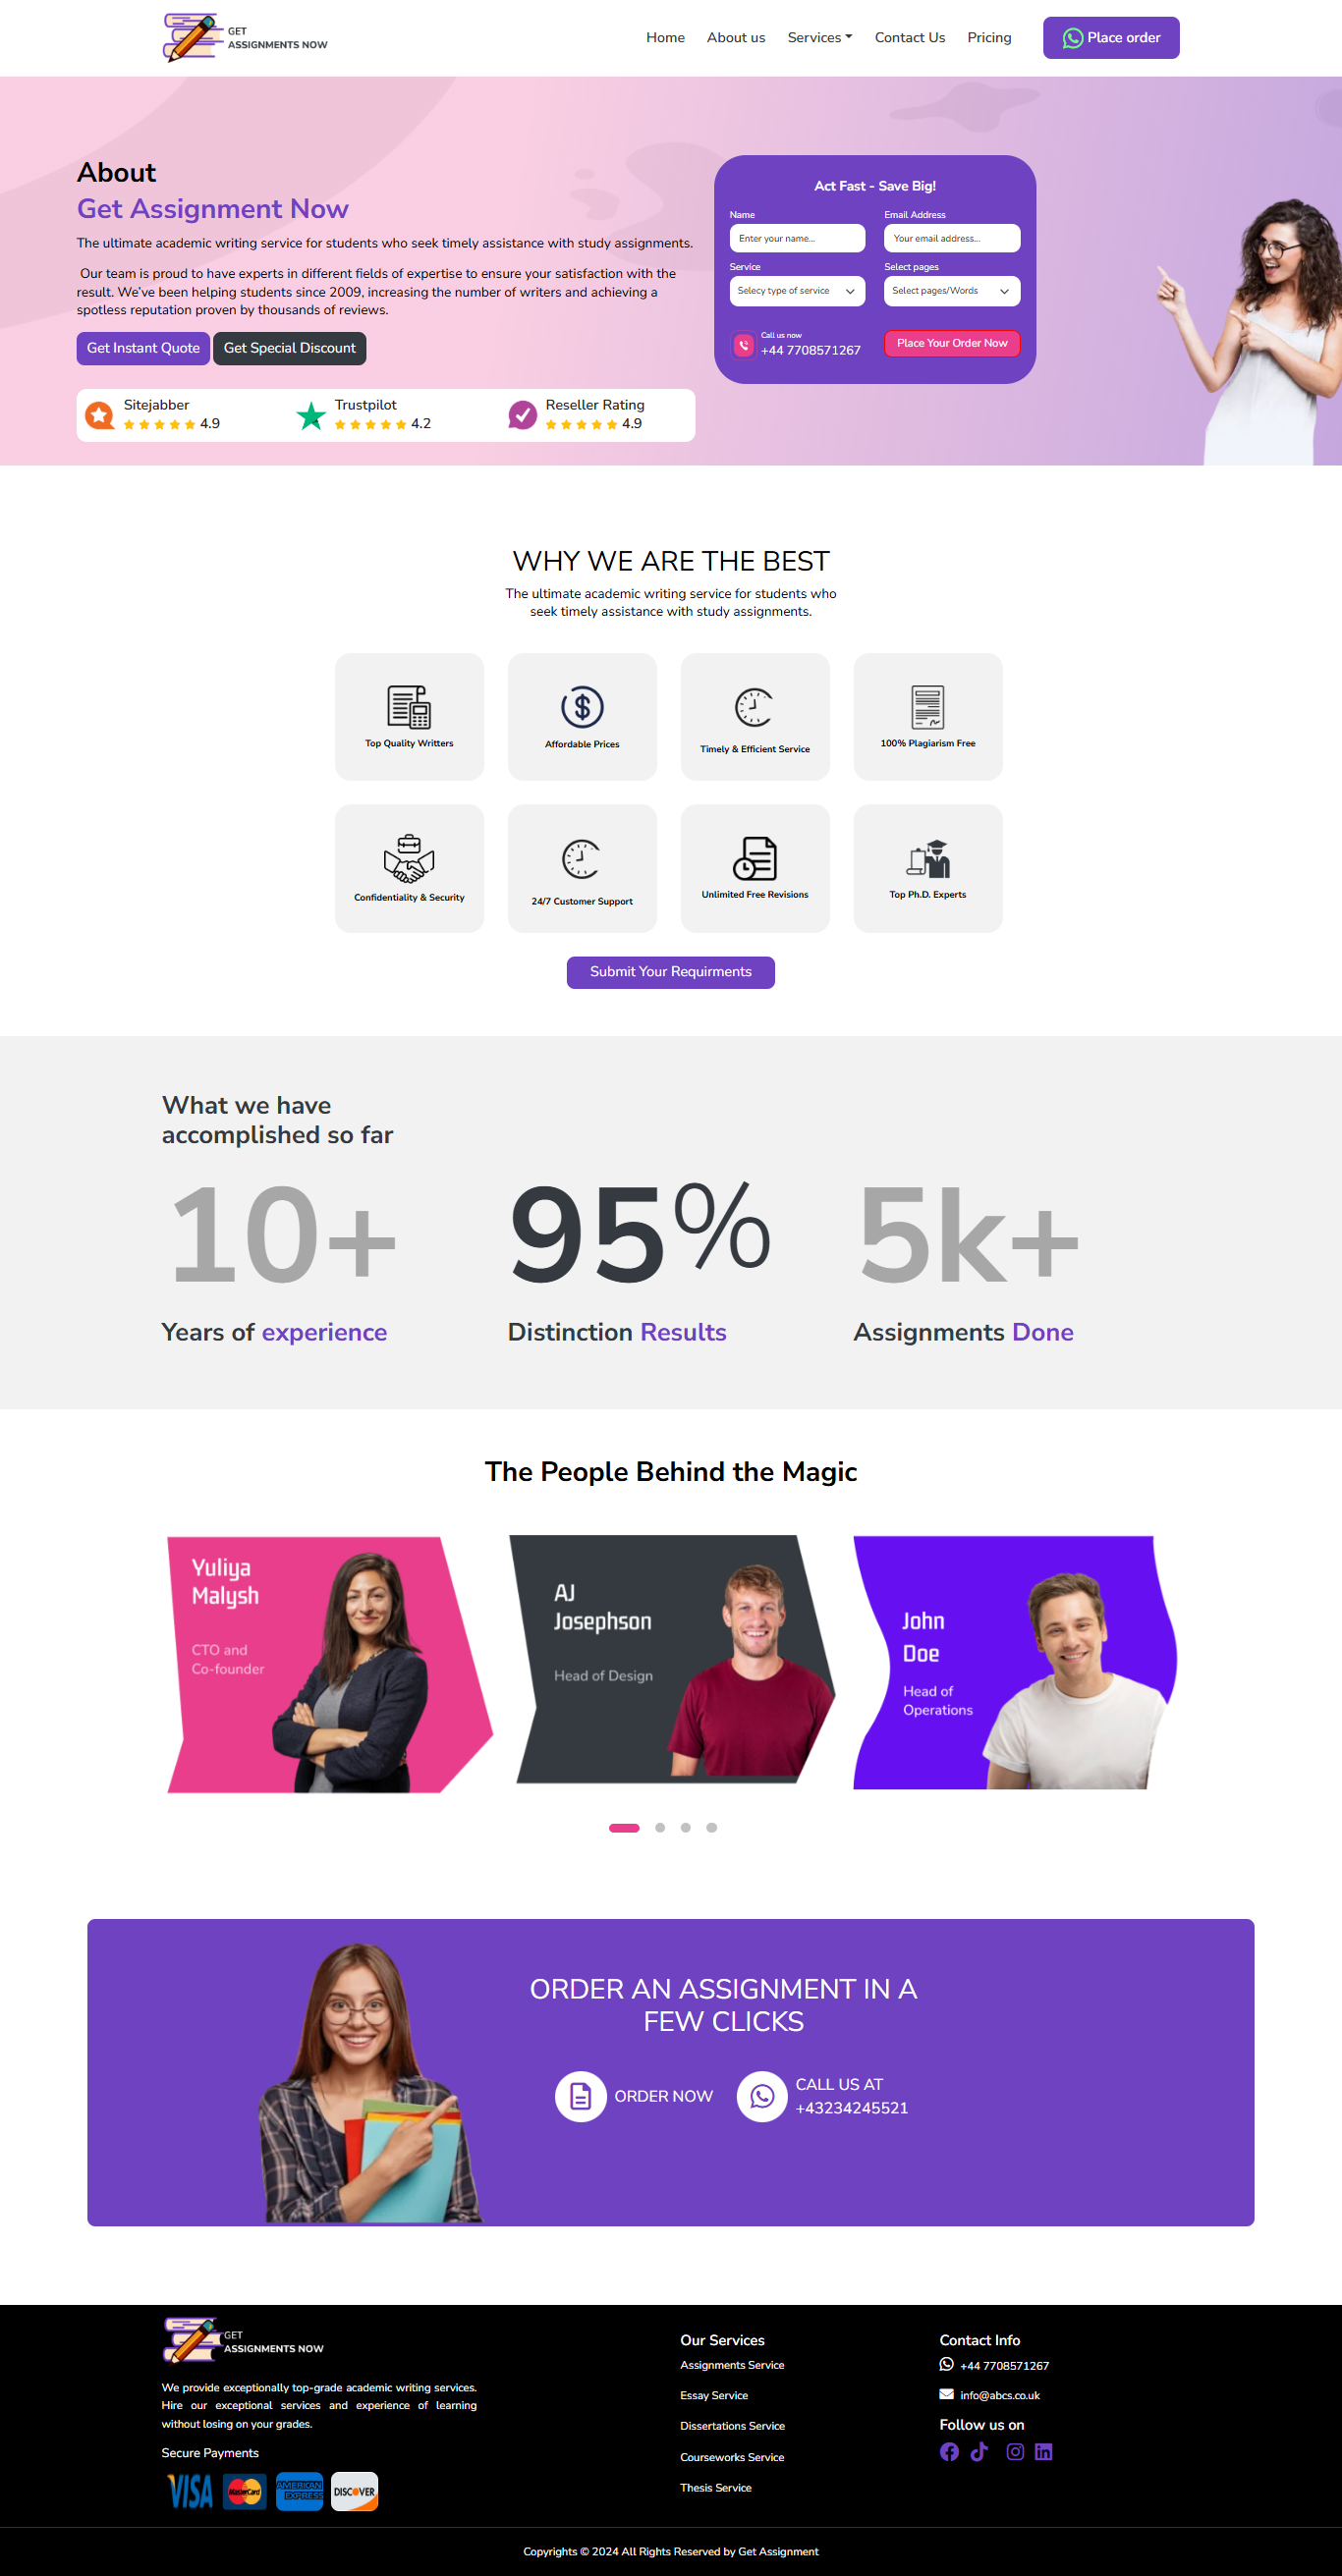 GET
ASSIGNMENTS NOW
Home
About us
Services
Contact Us
Pricing
Place order
About
Get Assignment Now
The ultimate academic writing service for students who seek timely assistance with study assignments.
Our team is proud to have experts in different fields of expertise to ensure your satisfaction with the
result. We've been helping students since 2009, increasing the number of writers and achieving a
spotless reputation proven by thousands of reviews.
Get Instant Quote
Get Special Discount
Sitejabber
4.9
Trustpilot
4.2
Reseller Rating
4.9
Act Fast - Save Big!
Name
Email Address
Enter your name...
Your email address...
Service
Select pages
Selecy type of service
Select pages/Words
Call us now
+44 7708571267
Place Your Order Now
WHY WE ARE THE BEST
The ultimate academic writing service for students who
seek timely assistance with study assignments.
Top Quality Writters
Affordable Prices
Timely & Efficient Service
100% Plagiarism Free
Confidentiality & Security
24/7 Customer Support
Unlimited Free Revisions
Top Ph.D. Experts
Submit Your Requirments
What we have
accomplished so far
10+
95%
5k+
Years of experience
Distinction Results
Assignments Done
The People Behind the Magic
Yuliya
Malysh
CTO and
Co-founder
AJ
Josephson
Head of Design
John
Doe
Head of
Operations
ORDER AN ASSIGNMENT IN A
FEW CLICKS
ORDER NOW
CALL US AT
+43234245521
GET
ASSIGNMENTS NOW
We provide exceptionally top-grade academic writing services.
Hire our exceptional services and experience of learning
without losing on your grades.
Secure Payments
VISA
MasterCard
AMERICAN
EXPRESS
DISCOVER
Our Services
Assignments Service
Essay Service
Dissertations Service
Courseworks Service
Thesis Service
Contact Info
+44 7708571267
info@abcs.co.uk
Follow us on
Copyrights © 2024 All Rights Reserved by Get Assignment